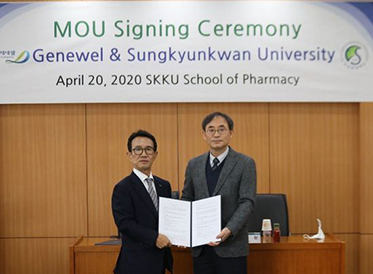 MOU Signing Ceremony
Genewel & Sungkyunkwan University
April 20, 2020 SKKU School of Pharmacy